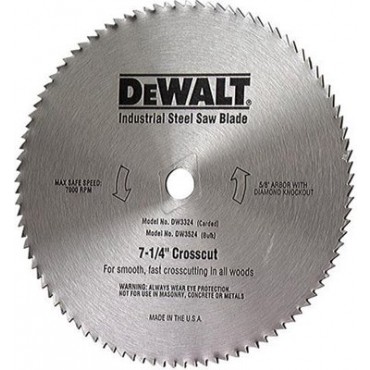 DEWALT®
Industrial Steel Saw Blade
MAX SAFE SPEED:
7000 RPM
5/8" ARBOR WITH
DIAMOND KNOCKOUT
Model No. DW3324 (Carded)
Model No. DW3524 (Bulk)
7-1/4" Crosscut
For smooth, fast crosscutting in all woods
WARNING: ALWAYS WEAR EYE PROTECTION.
NOT FOR USE IN MASONRY, CONCRETE OR METALS
MADE IN THE U.S.A.